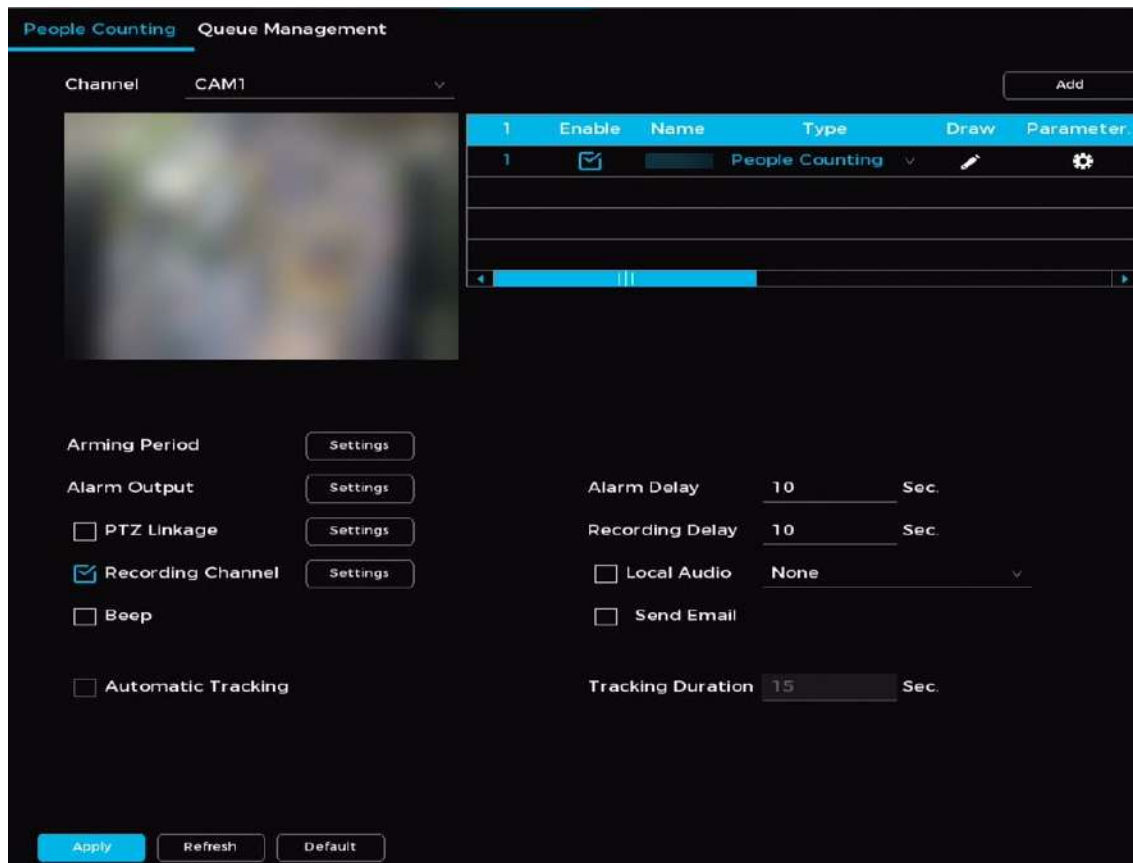 People Counting Queue Management
Channel CAM1
Add
1 Enable Name Type Draw Parameter.
1 People Counting
Arming Period Settings
Alarm Output Settings Alarm Delay 10 Sec.
PTZ Linkage Settings Recording Delay 10 Sec.
Recording Channel Settings Local Audio None
Beep Send Email
Automatic Tracking Tracking Duration 15 Sec.
Apply Refresh Default